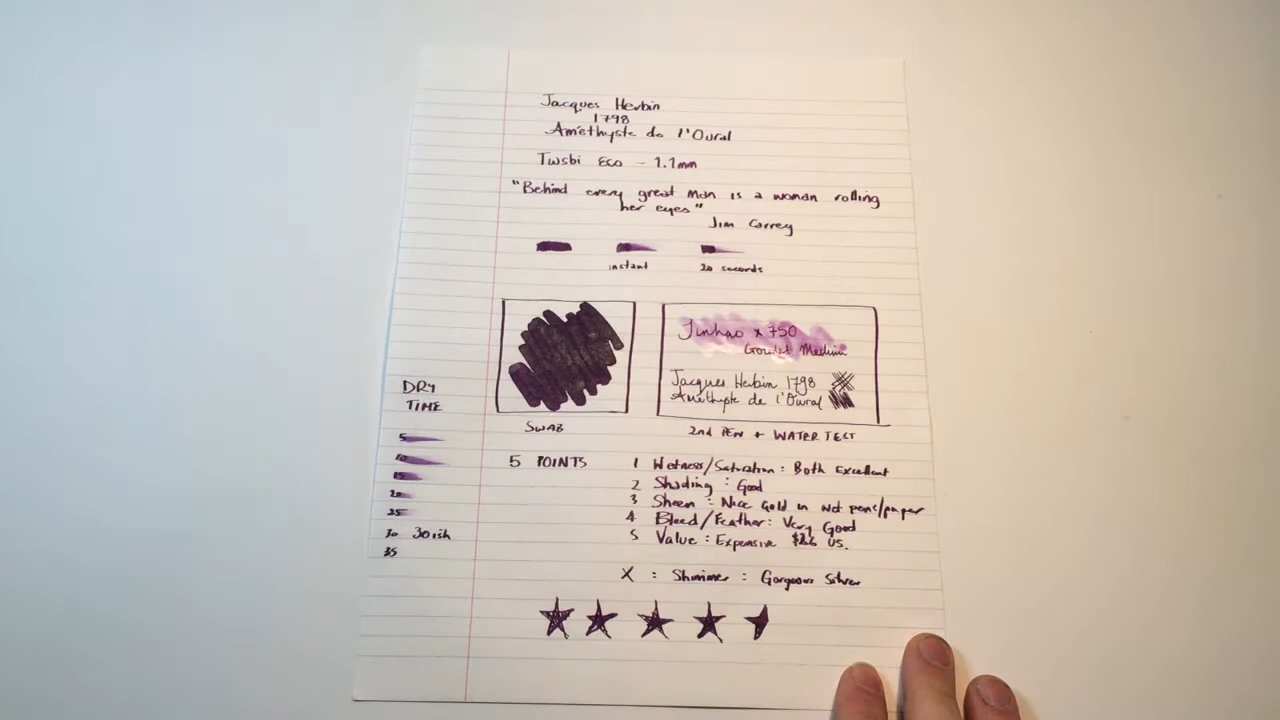 Jacques Herbin
1798
Améthyste de l'Oural
Twsbi Eco - 1.1mm
"Behind every great man is a woman rolling
her eyes"
Jim Carrey
instant
20 seconds
Jinhao x 750
Goulet Medium
Jacques Herbin 1798
Améthyste de l'Oural
SWAB
2nd PEN + WATER TEST
DRY
TIME
5
10
15
20
25
30 30ish
35
5 POINTS
1 Wetness/Saturation : Both Excellent
2 Shading : Good
3 Sheen : Nice Gold in wet pens/paper
4 Bleed/Feather: Very Good
5 Value : Expensive $26 US.
X : Shimmer : Gorgeous Silver